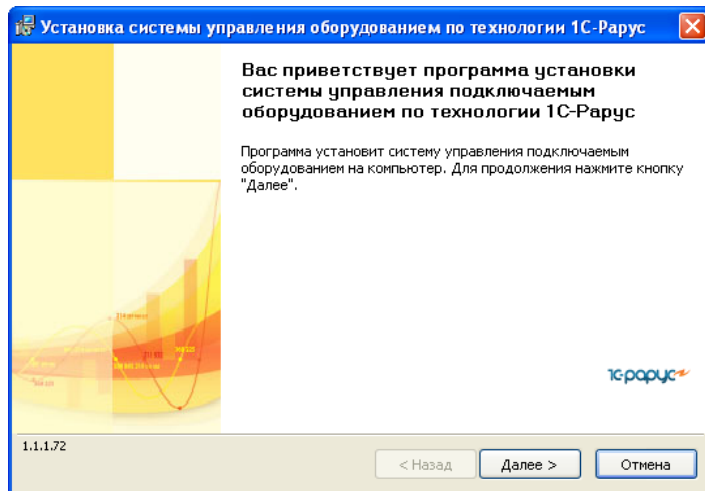 Установка системы управления оборудованием по технологии 1С-Рарус
Вас приветствует программа установки
системы управления подключаемым
оборудованием по технологии 1С-Рарус
Программа установит систему управления подключаемым
оборудованием на компьютер. Для продолжения нажмите кнопку
"Далее".
1С·рарус
1.1.1.72
< Назад
Далее >
Отмена